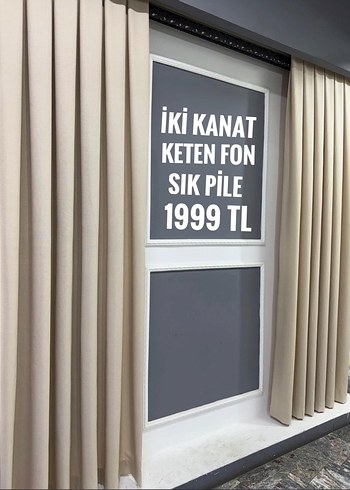 İKİ KANAT
KETEN FON
SIK PİLE
1999 TL